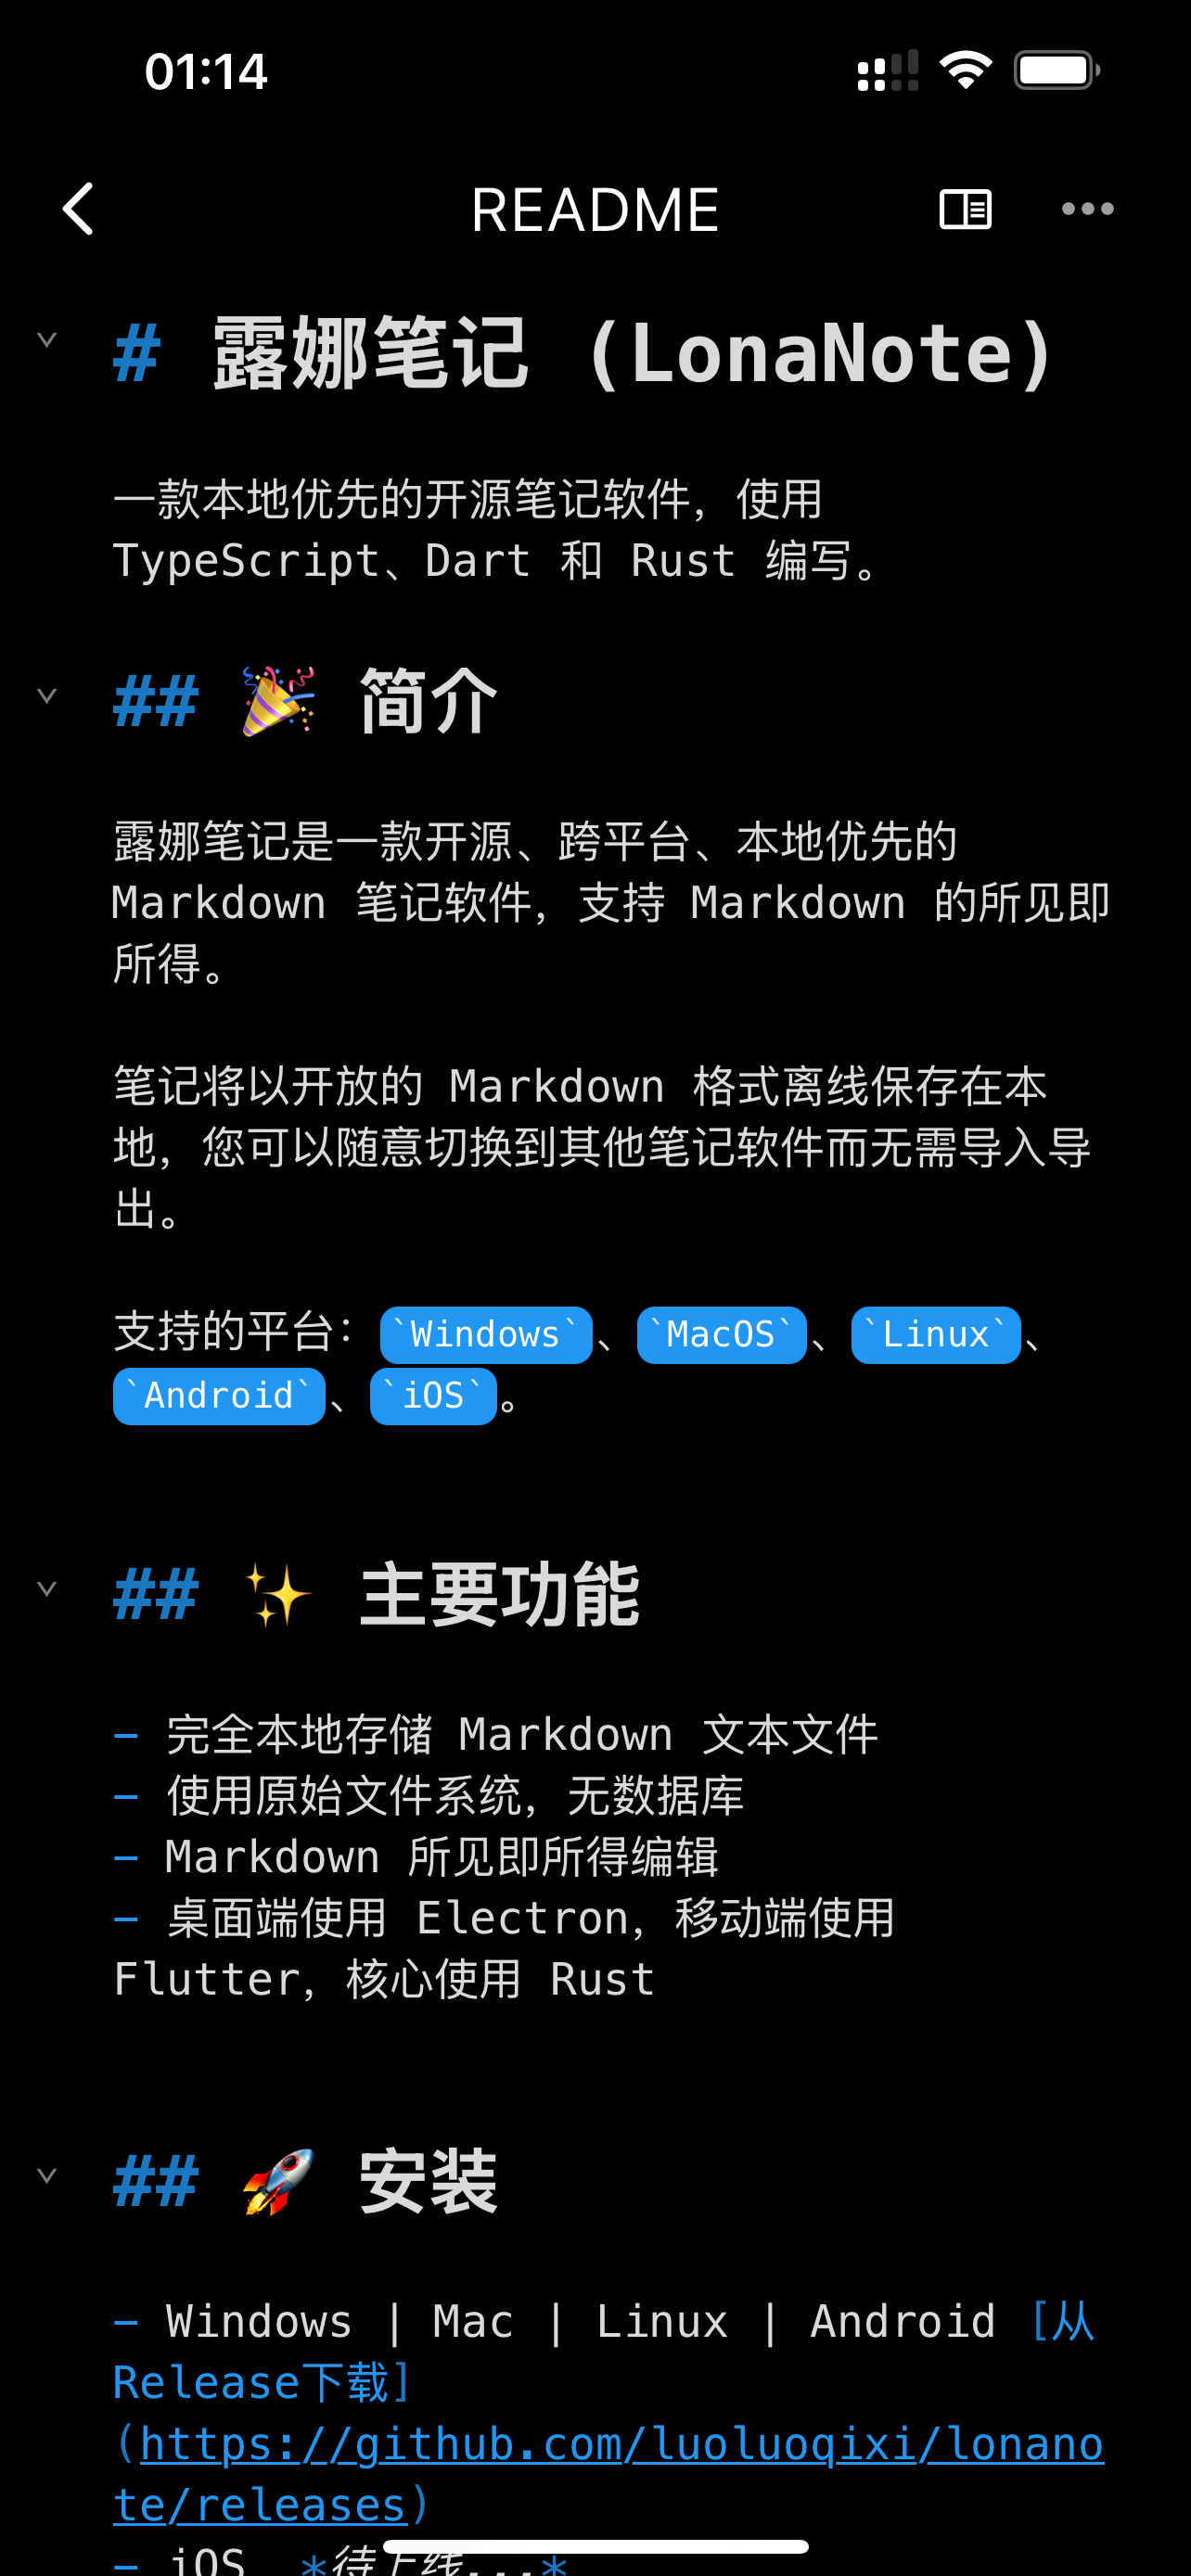 01:14
README
# 露娜笔记 (LonaNote)
一款本地优先的开源笔记软件，使用
TypeScript、Dart 和 Rust 编写。
## 🎉 简介
露娜笔记是一款开源、跨平台、本地优先的
Markdown 笔记软件，支持 Markdown 的所见即
所得。
笔记将以开放的 Markdown 格式离线保存在本
地，您可以随意切换到其他笔记软件而无需导入导
出。
支持的平台：`Windows`、`MacOS`、`Linux`、
`Android`、`iOS`。
## ✨ 主要功能
- 完全本地存储 Markdown 文本文件
- 使用原始文件系统，无数据库
- Markdown 所见即所得编辑
- 桌面端使用 Electron，移动端使用
Flutter，核心使用 Rust
## 🚀 安装
- Windows | Mac | Linux | Android [从
Release下载]
(https://github.com/luoluoqixi/lonano
te/releases)
- iOS  *待上线...*